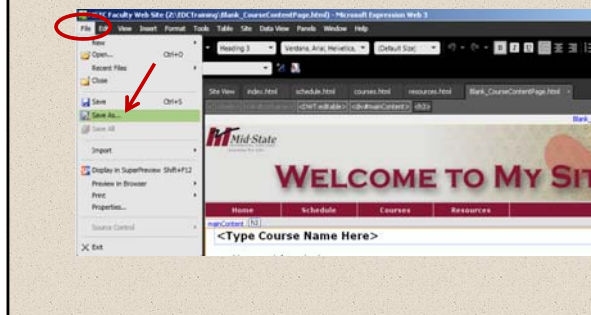 MSTC Faculty Web Site (Z:\TDCTraining\Blank_CourseContentPage.html) - Microsoft Expression Web 3
File Edit View Insert Format Tools Table Site Data View Panels Window Help
New
Open... Ctrl+O
Recent Files
Close
Save Ctrl+S
Save As...
Save All
Import
Display in SuperPreview Shift+F12
Preview in Browser
Print
Properties...
Source Control
Exit
Heading 3 Verdana, Arial, Helvetica, (Default Size)
Site View index.html schedule.html courses.html resources.html Blank_CourseContentPage.html
<DWT:editable> <div#mainContent> <h3>
Mid-State
WELCOME TO MY SIT
Home Schedule Courses Resources
mainContent h3
<Type Course Name Here>